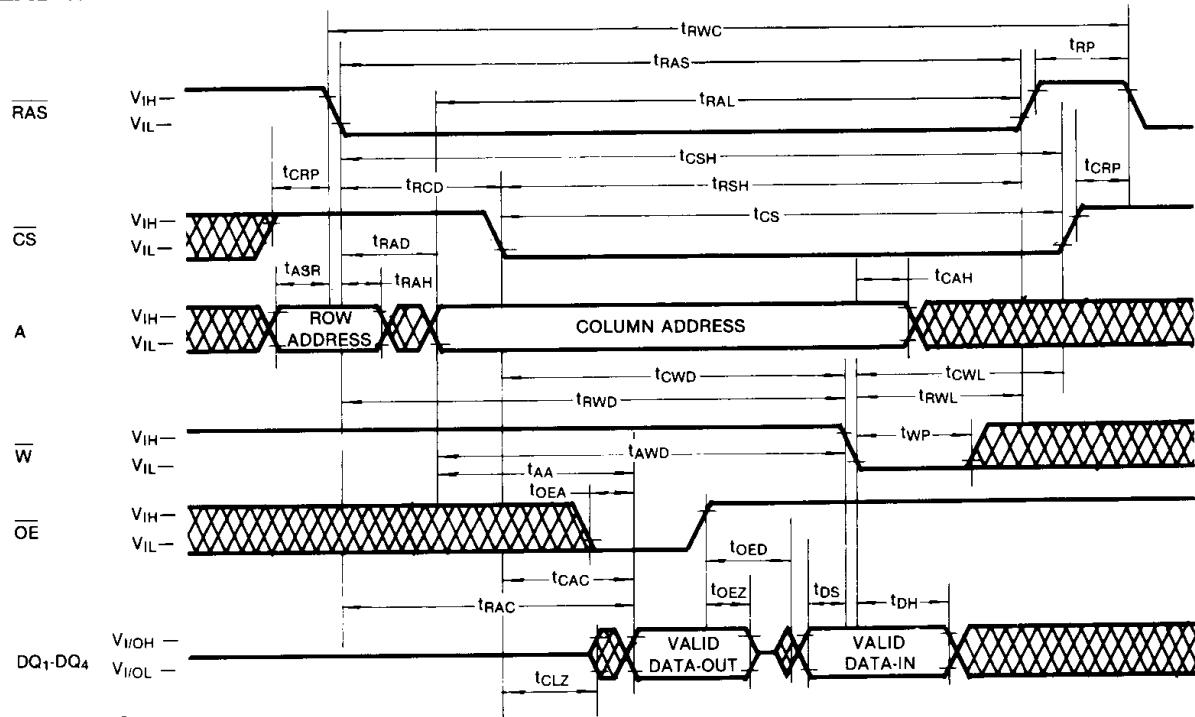 tRWC
tRAS tRP
RAS VIH— tRAL
VIL—
tCSH
tCRP tRCD tRSH tCRP
CS VIH— tCS
VIL— tRAD
tASR tRAH tCAH
A VIH— ROW ADDRESS COLUMN ADDRESS
VIL—
tCWD tCWL
tRWD tRWL
W VIH— tWP
VIL— tAWD
tAA
tOEA
OE VIH—
VIL— tOED
tCAC tOEZ tDS tDH
tRAC
DQ1-DQ4 VI/OH — VALID DATA-OUT VALID DATA-IN
VI/OL —
tCLZ